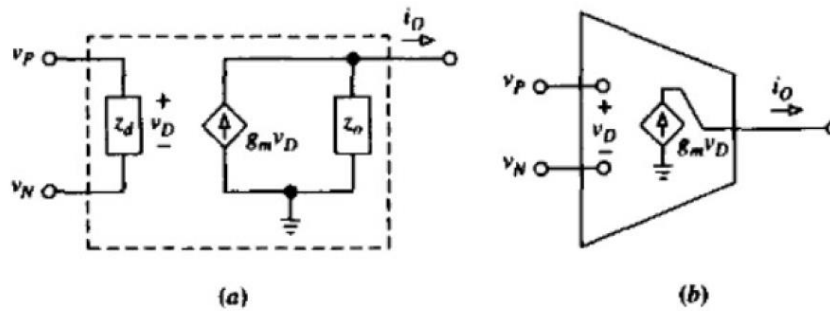 i_O
v_P
z_d
+
v_D
−
g_m v_D
z_o
v_N
(a)
i_O
v_P
+
v_D
−
g_m v_D
v_N
(b)